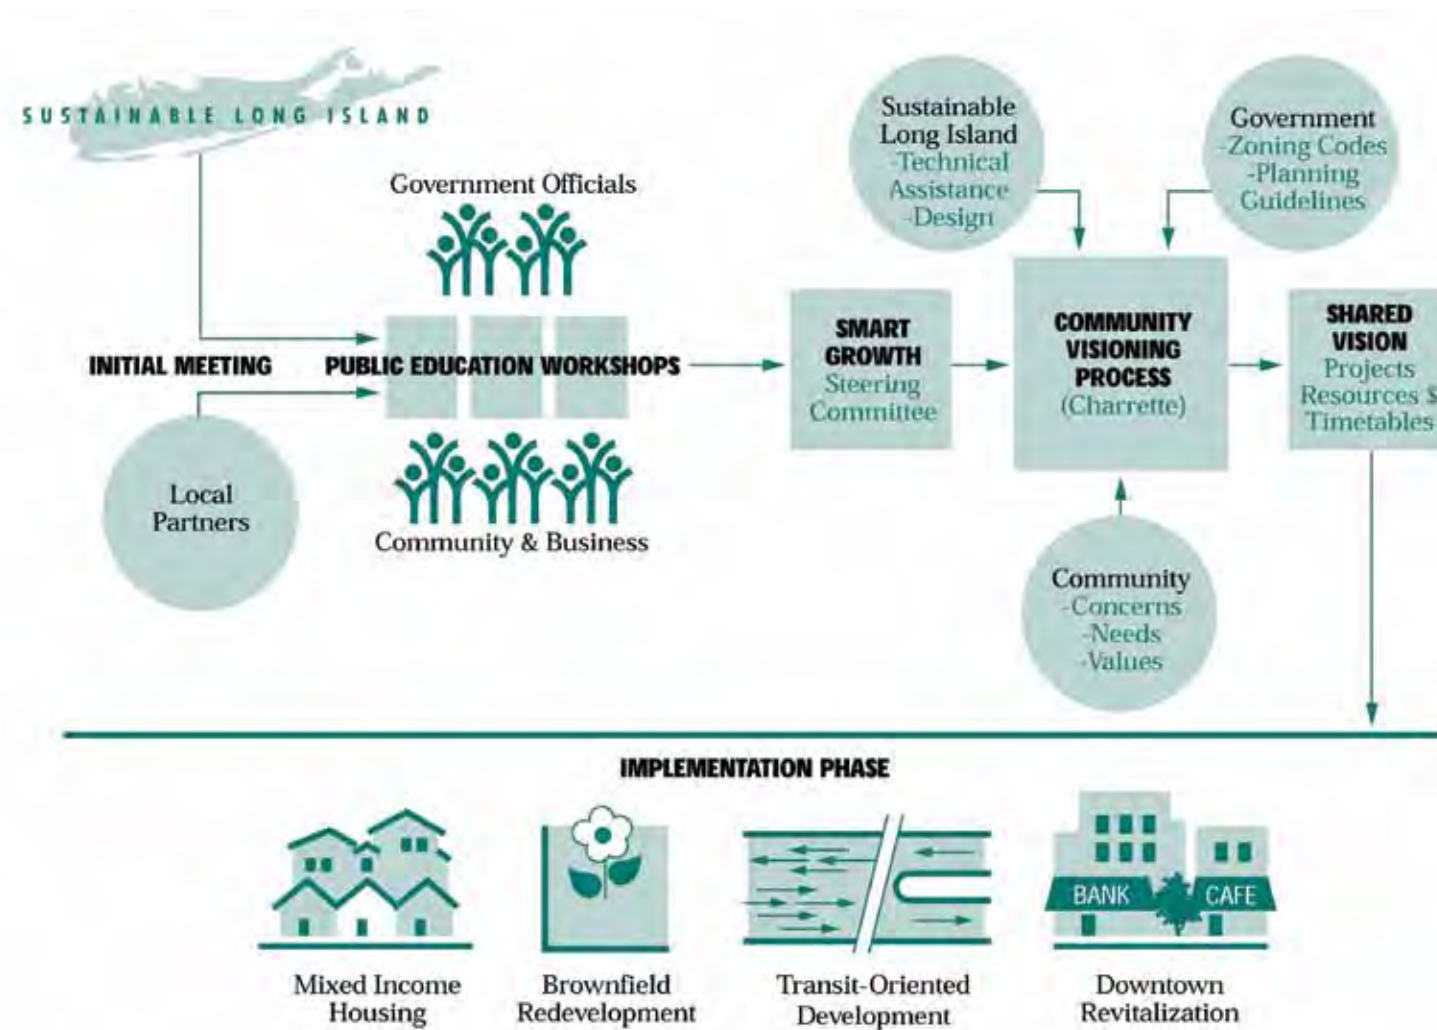 SUSTAINABLE LONG ISLAND
Government Officials
INITIAL MEETING
PUBLIC EDUCATION WORKSHOPS
Local
Partners
Community & Business
SMART
GROWTH
Steering
Committee
Sustainable
Long Island
-Technical
Assistance
-Design
Government
-Zoning Codes
-Planning
Guidelines
COMMUNITY
VISIONING
PROCESS
(Charrette)
Community
-Concerns
-Needs
-Values
SHARED
VISION
Projects
Resources $
Timetables
IMPLEMENTATION PHASE
BANK
CAFE
Mixed Income
Housing
Brownfield
Redevelopment
Transit-Oriented
Development
Downtown
Revitalization